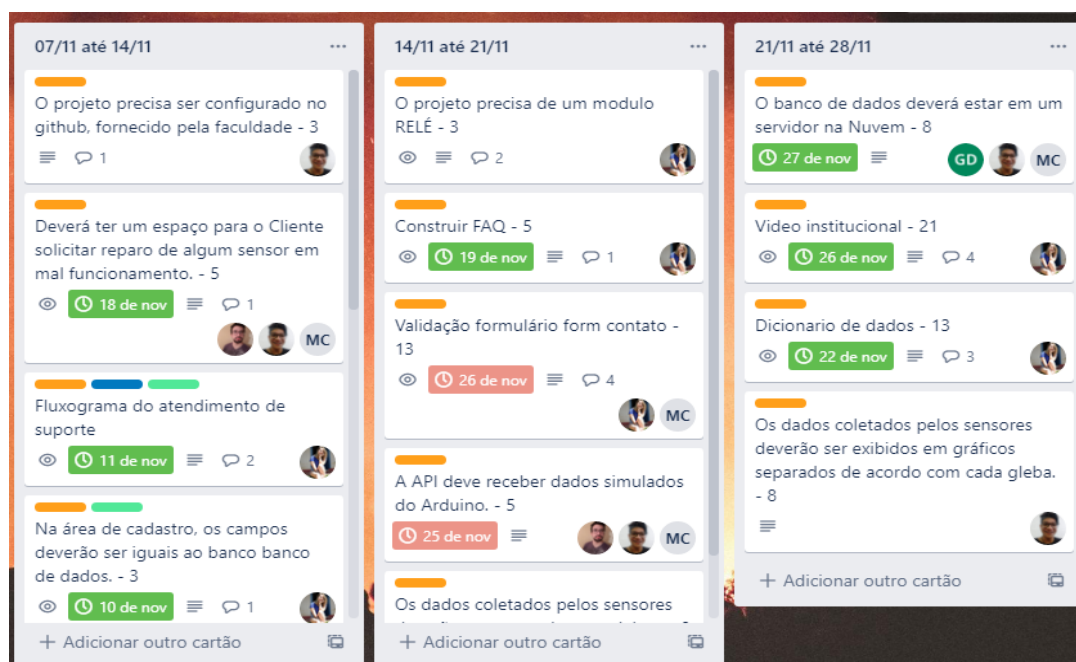 07/11 até 14/11
O projeto precisa ser configurado no
github, fornecido pela faculdade - 3
1
Deverá ter um espaço para o Cliente
solicitar reparo de algum sensor em
mal funcionamento. - 5
18 de nov 1
MC
Fluxograma do atendimento de
suporte
11 de nov 2
Na área de cadastro, os campos
deverão ser iguais ao banco banco
de dados. - 3
10 de nov 1
+ Adicionar outro cartão
14/11 até 21/11
O projeto precisa de um modulo
RELÉ - 3
2
Construir FAQ - 5
19 de nov 1
Validação formulário form contato -
13
26 de nov 4
MC
A API deve receber dados simulados
do Arduino. - 5
25 de nov MC
Os dados coletados pelos sensores
+ Adicionar outro cartão
21/11 até 28/11
O banco de dados deverá estar em um
servidor na Nuvem - 8
27 de nov GD MC
Video institucional - 21
26 de nov 4
Dicionario de dados - 13
22 de nov 3
Os dados coletados pelos sensores
deverão ser exibidos em gráficos
separados de acordo com cada gleba.
- 8
+ Adicionar outro cartão